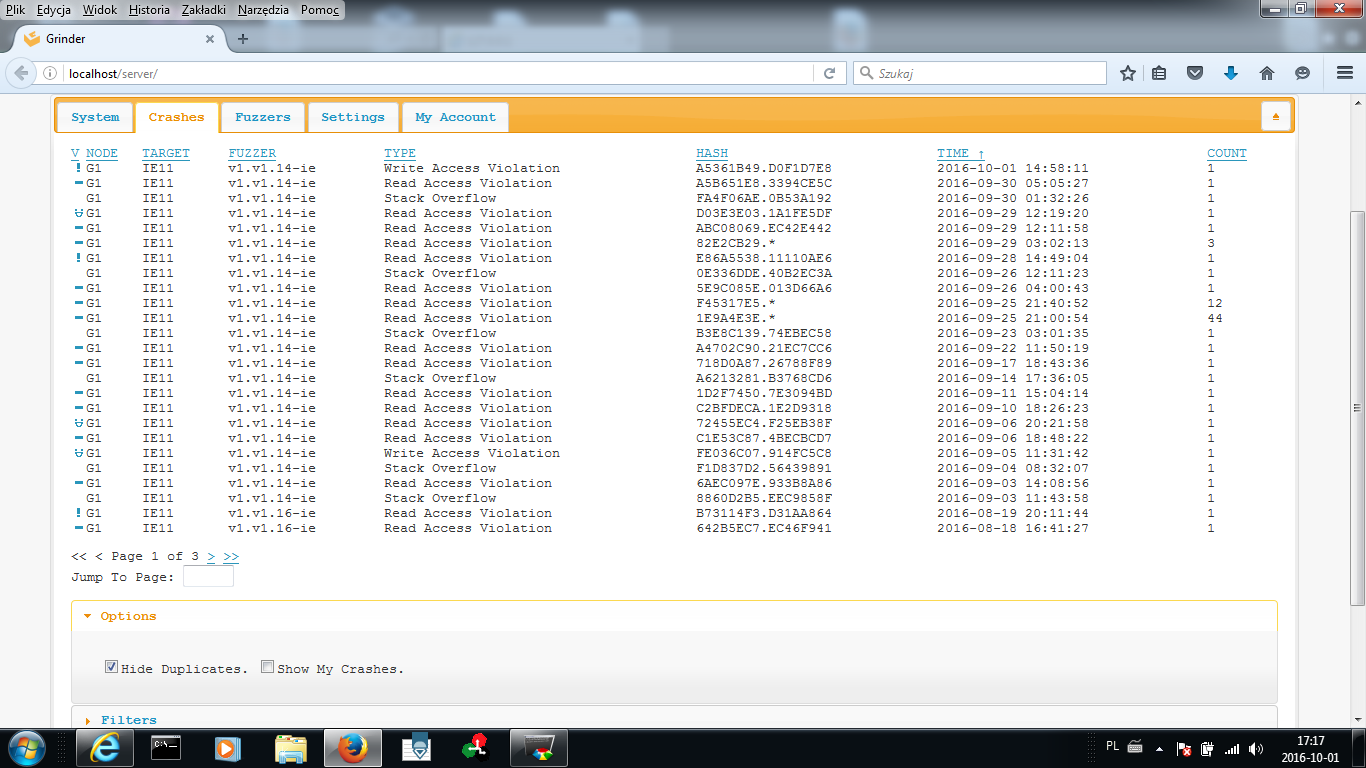 Plik Edycja Widok Historia Zakładki Narzędzia Pomoc
Grinder
localhost/server/
Szukaj
System Crashes Fuzzers Settings My Account
V NODE TARGET FUZZER TYPE HASH TIME ↑ COUNT
! G1 IE11 v1.v1.14-ie Write Access Violation A5361B49.D0F1D7E8 2016-10-01 14:58:11 1
G1 IE11 v1.v1.14-ie Read Access Violation A5B651E8.3394CE5C 2016-09-30 05:05:27 1
G1 IE11 v1.v1.14-ie Stack Overflow FA4F06AE.0B53A192 2016-09-30 01:32:26 1
G1 IE11 v1.v1.14-ie Read Access Violation D03E3E03.1A1FE5DF 2016-09-29 12:19:20 1
G1 IE11 v1.v1.14-ie Read Access Violation ABC08069.EC42E442 2016-09-29 12:11:58 1
G1 IE11 v1.v1.14-ie Read Access Violation 82E2CB29.* 2016-09-29 03:02:13 3
! G1 IE11 v1.v1.14-ie Read Access Violation E86A5538.11110AE6 2016-09-28 14:49:04 1
G1 IE11 v1.v1.14-ie Stack Overflow 0E336DDE.40B2EC3A 2016-09-26 12:11:23 1
G1 IE11 v1.v1.14-ie Read Access Violation 5E9C085E.013D66A6 2016-09-26 04:00:43 1
G1 IE11 v1.v1.14-ie Read Access Violation F45317E5.* 2016-09-25 21:40:52 12
G1 IE11 v1.v1.14-ie Read Access Violation 1E9A4E3E.* 2016-09-25 21:00:54 44
G1 IE11 v1.v1.14-ie Stack Overflow B3E8C139.74EBEC58 2016-09-23 03:01:35 1
G1 IE11 v1.v1.14-ie Read Access Violation A4702C90.21EC7CC6 2016-09-22 11:50:19 1
G1 IE11 v1.v1.14-ie Read Access Violation 718D0A87.26788F89 2016-09-17 18:43:36 1
G1 IE11 v1.v1.14-ie Stack Overflow A6213281.B3768CD6 2016-09-14 17:36:05 1
G1 IE11 v1.v1.14-ie Read Access Violation 1D2F7450.7E3094BD 2016-09-11 15:04:14 1
G1 IE11 v1.v1.14-ie Read Access Violation C2BFDECA.1E2D9318 2016-09-10 18:26:23 1
G1 IE11 v1.v1.14-ie Read Access Violation 72455EC4.F25EB38F 2016-09-06 20:21:58 1
G1 IE11 v1.v1.14-ie Read Access Violation C1E53C87.4BECBCD7 2016-09-06 18:48:22 1
G1 IE11 v1.v1.14-ie Write Access Violation FE036C07.914FC5C8 2016-09-05 11:31:42 1
G1 IE11 v1.v1.14-ie Stack Overflow F1D837D2.56439891 2016-09-04 08:32:07 1
G1 IE11 v1.v1.14-ie Read Access Violation 6AEC097E.933B8A86 2016-09-03 14:08:56 1
G1 IE11 v1.v1.14-ie Stack Overflow 8860D2B5.EEC9858F 2016-09-03 11:43:58 1
! G1 IE11 v1.v1.16-ie Read Access Violation B73114F3.D31AA864 2016-08-19 20:11:44 1
G1 IE11 v1.v1.16-ie Read Access Violation 642B5EC7.EC46F941 2016-08-18 16:41:27 1
<< < Page 1 of 3 > >>
Jump To Page:
Options
Hide Duplicates. Show My Crashes.
Filters
C:\_
PL
17:17
2016-10-01